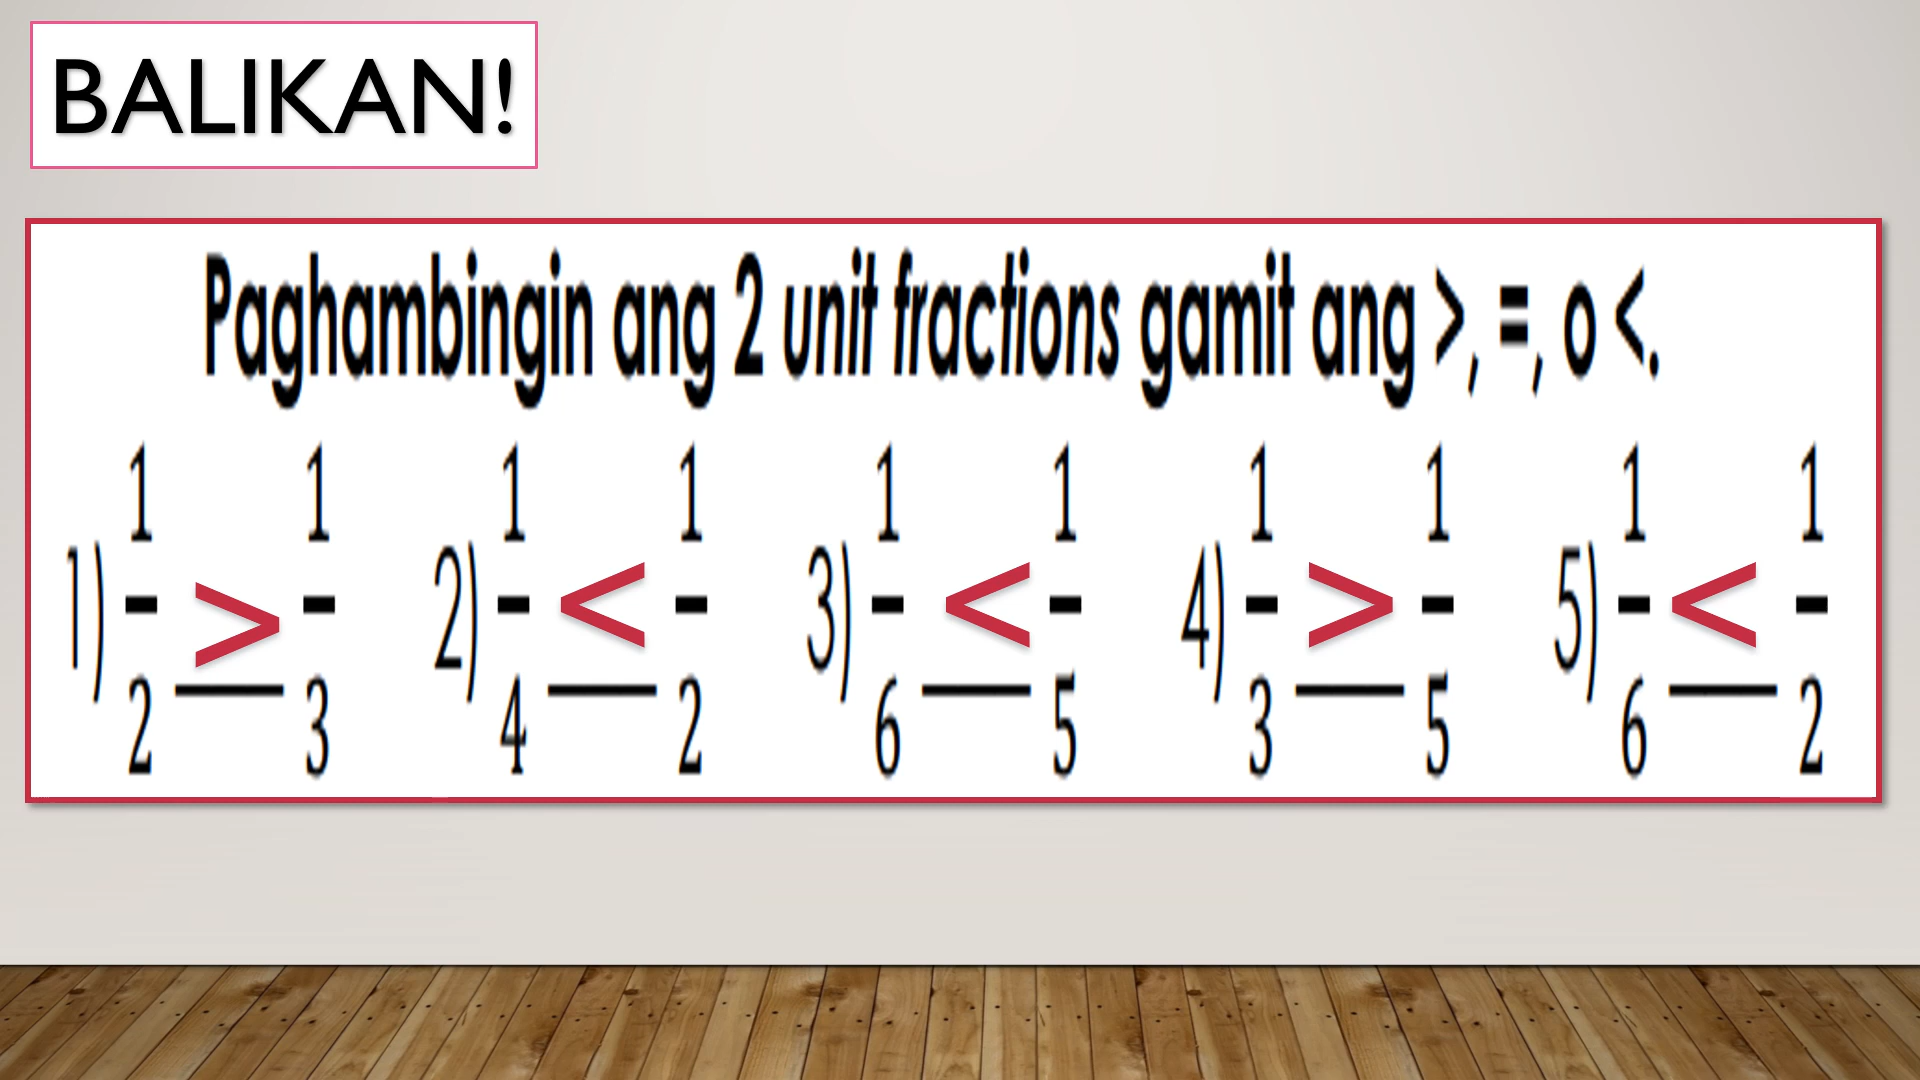 BALIKAN!
Paghambingin ang 2 unit fractions gamit ang >, =, o <.
1) 1/2 > 1/3 2) 1/4 < 1/2 3) 1/6 < 1/5 4) 1/3 > 1/5 5) 1/6 < 1/2